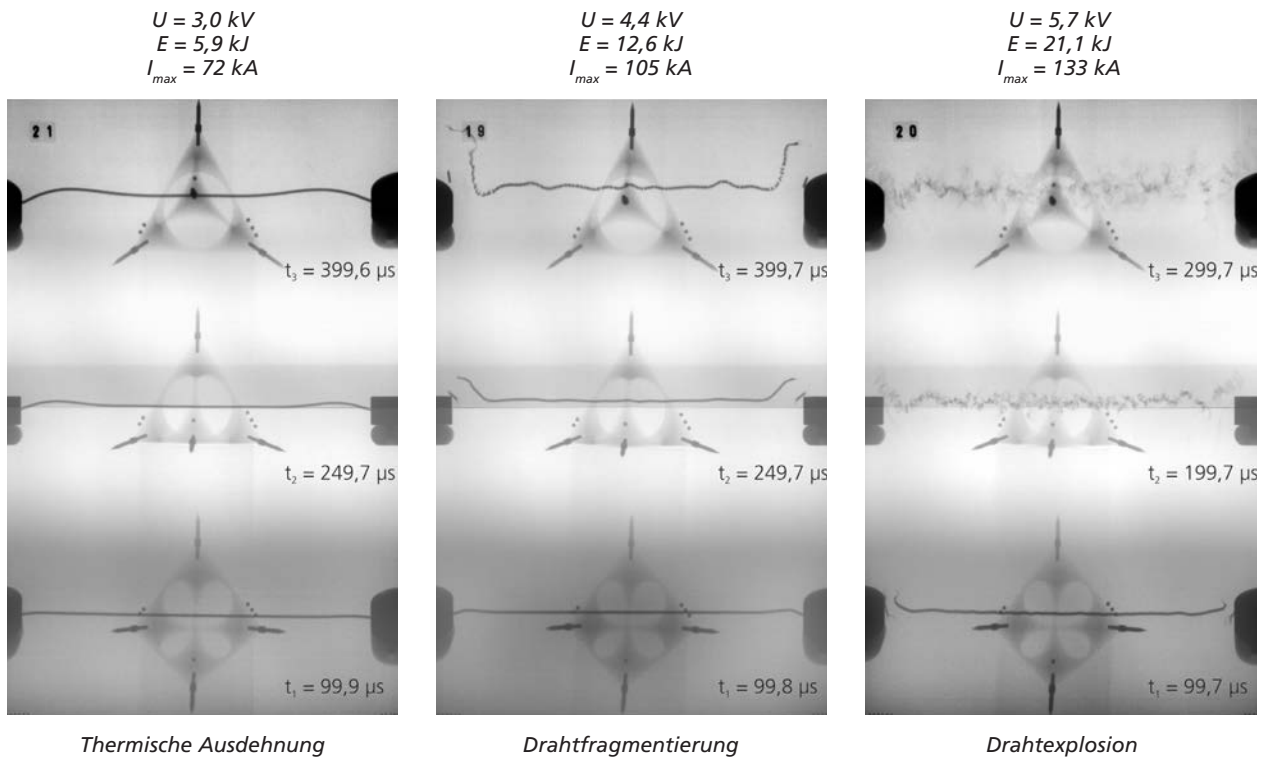 U = 3,0 kV
E = 5,9 kJ
I_max = 72 kA
U = 4,4 kV
E = 12,6 kJ
I_max = 105 kA
U = 5,7 kV
E = 21,1 kJ
I_max = 133 kA
2 1
t₃ = 399,6 µs
t₂ = 249,7 µs
t₁ = 99,9 µs
1 9
t₃ = 399,7 µs
t₂ = 249,7 µs
t₁ = 99,8 µs
2 0
t₃ = 299,7 µs
t₂ = 199,7 µs
t₁ = 99,7 µs
Thermische Ausdehnung
Drahtfragmentierung
Drahtexplosion